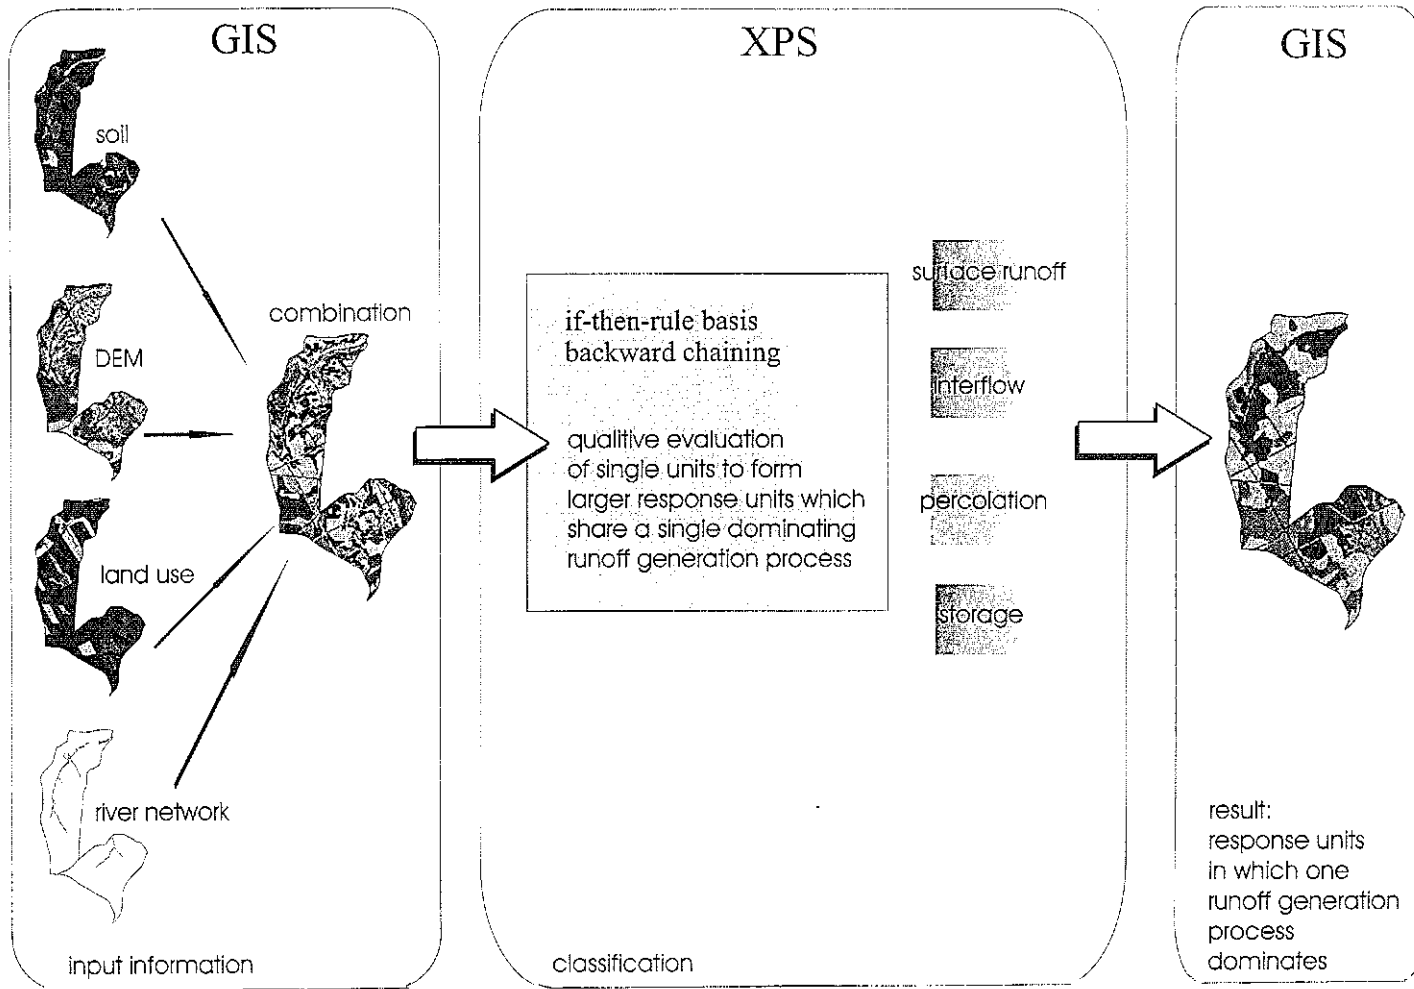 GIS
soil
DEM
combination
land use
river network
input information
XPS
if-then-rule basis
backward chaining
qualitive evaluation
of single units to form
larger response units which
share a single dominating
runoff generation process
surface runoff
interflow
percolation
storage
classification
GIS
result:
response units
in which one
runoff generation
process
dominates